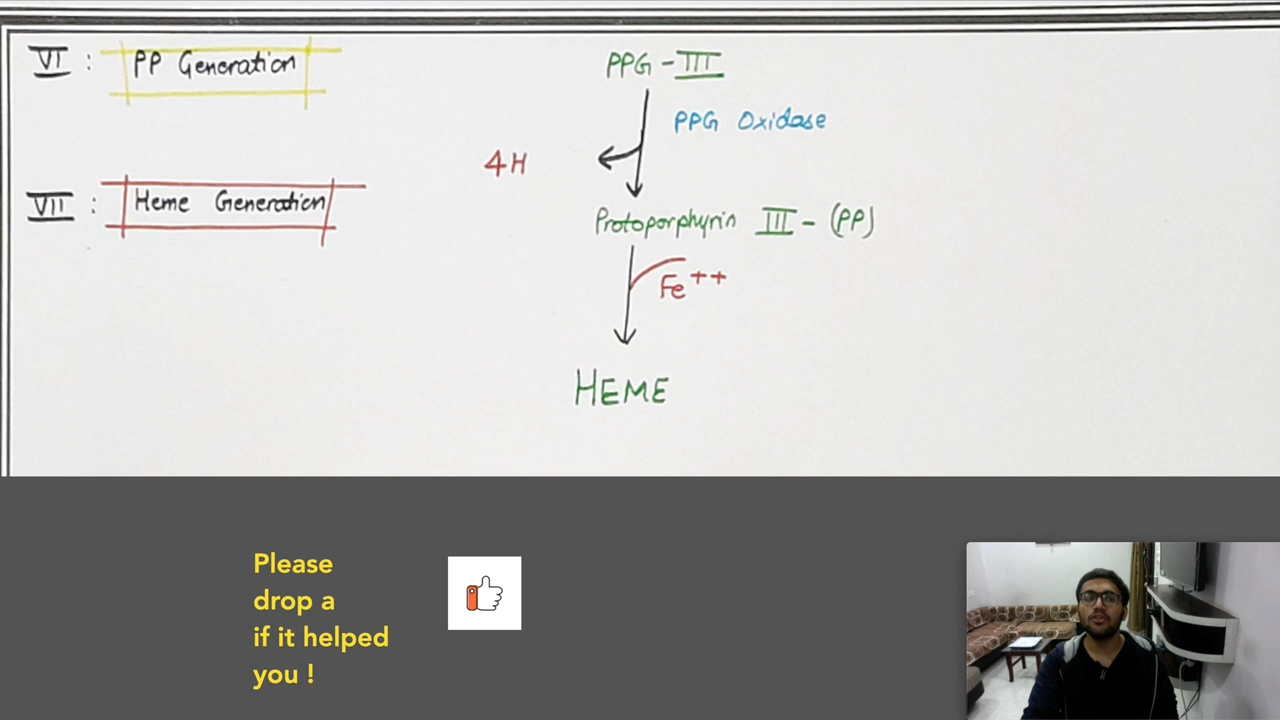 VI : PP Generation
PPG - III
PPG Oxidase
4H
VII : Heme Generation
Protoporphyrin III - (PP)
Fe++
HEME
Please
drop a
if it helped
you !